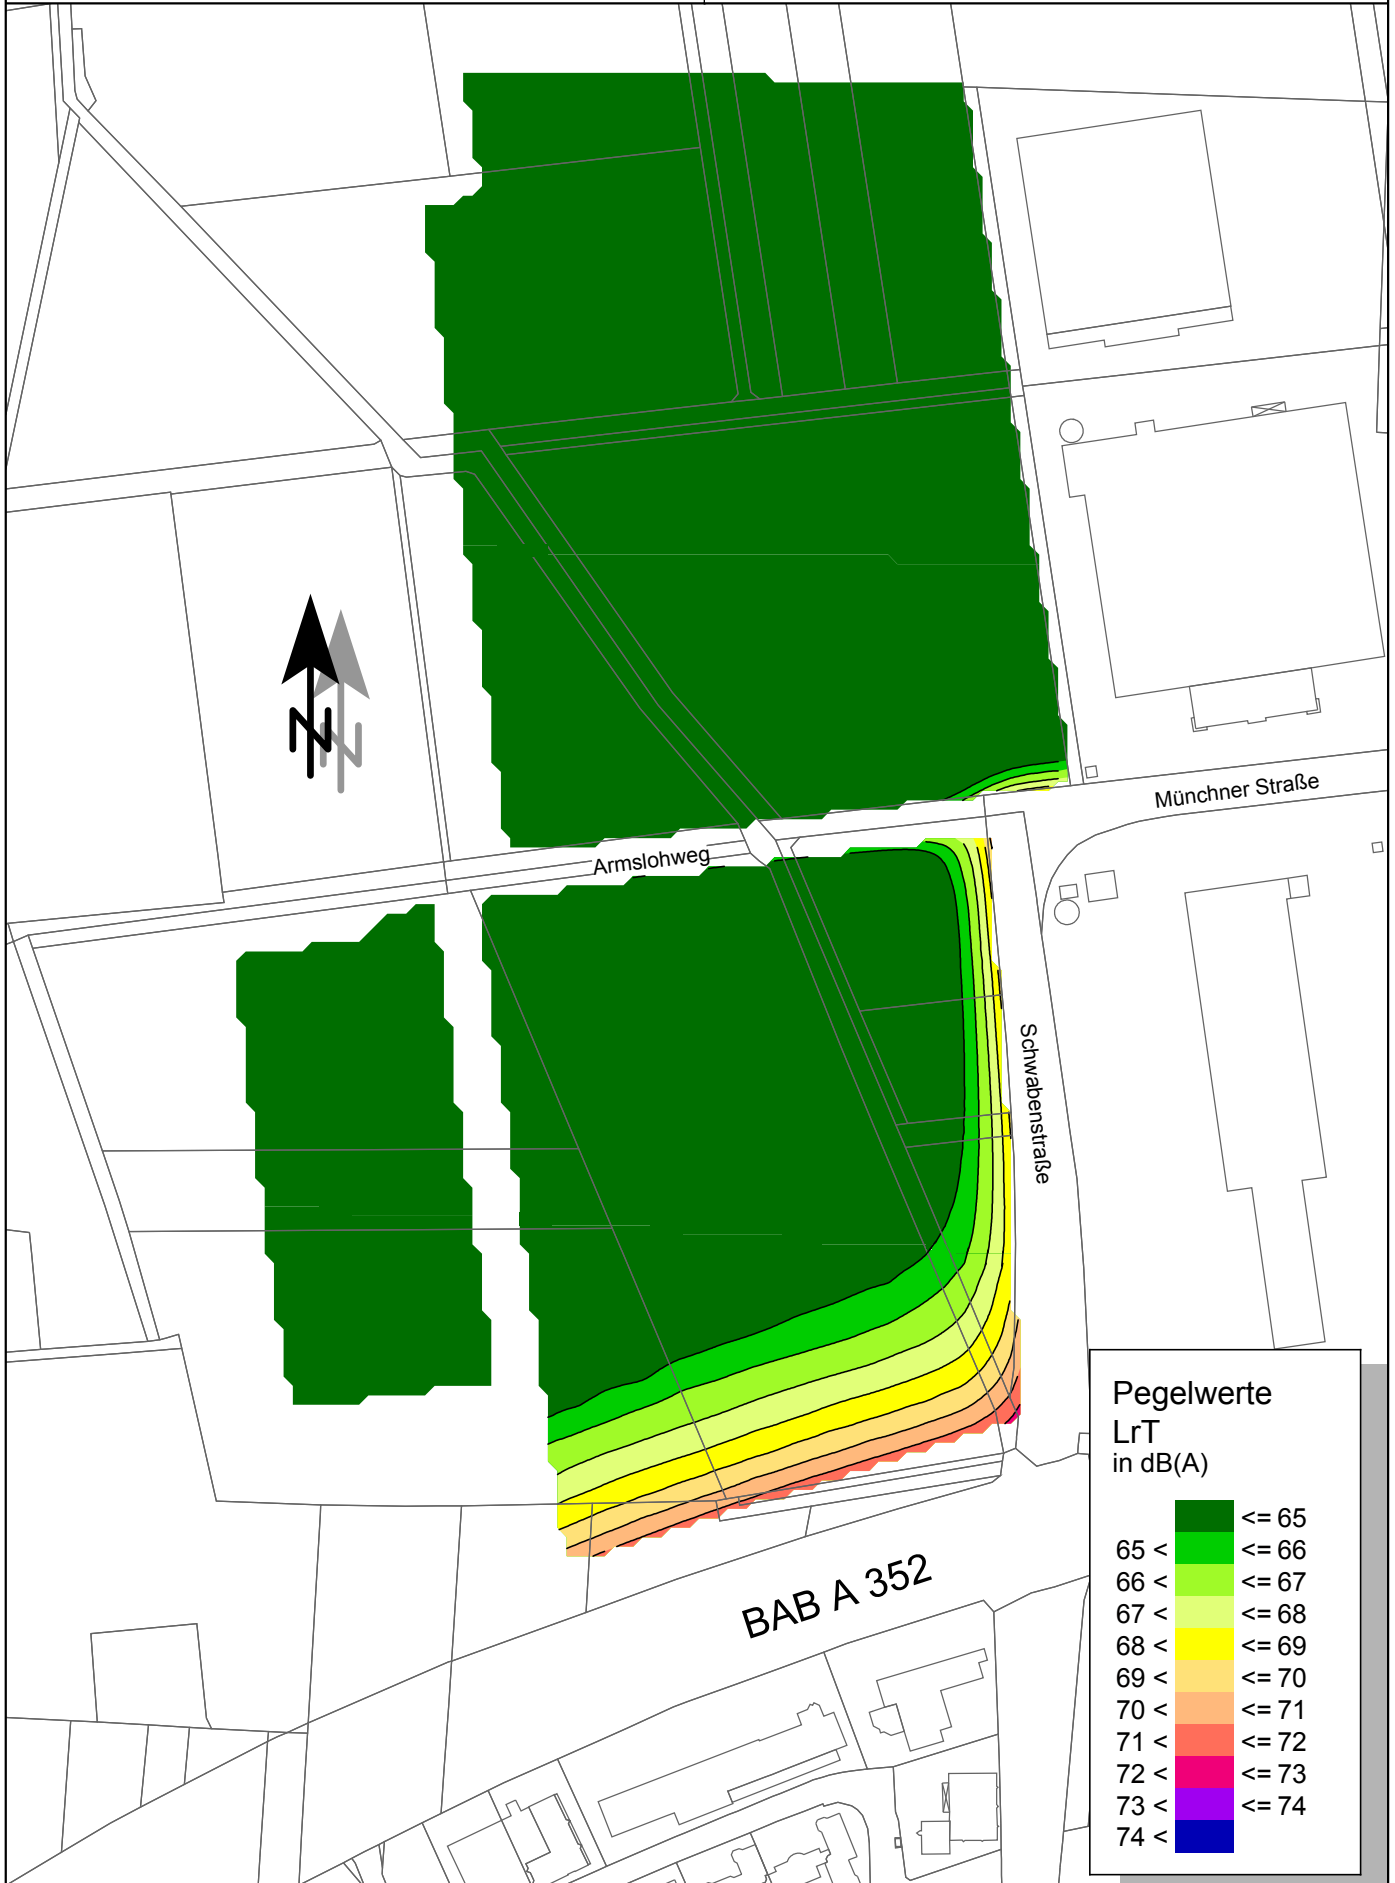 N
N
Münchner Straße
Armslohweg
Schwabenstraße
BAB A 352
Pegelwerte
LrT
in dB(A)
<= 65
65 < <= 66
66 < <= 67
67 < <= 68
68 < <= 69
69 < <= 70
70 < <= 71
71 < <= 72
72 < <= 73
73 < <= 74
74 <